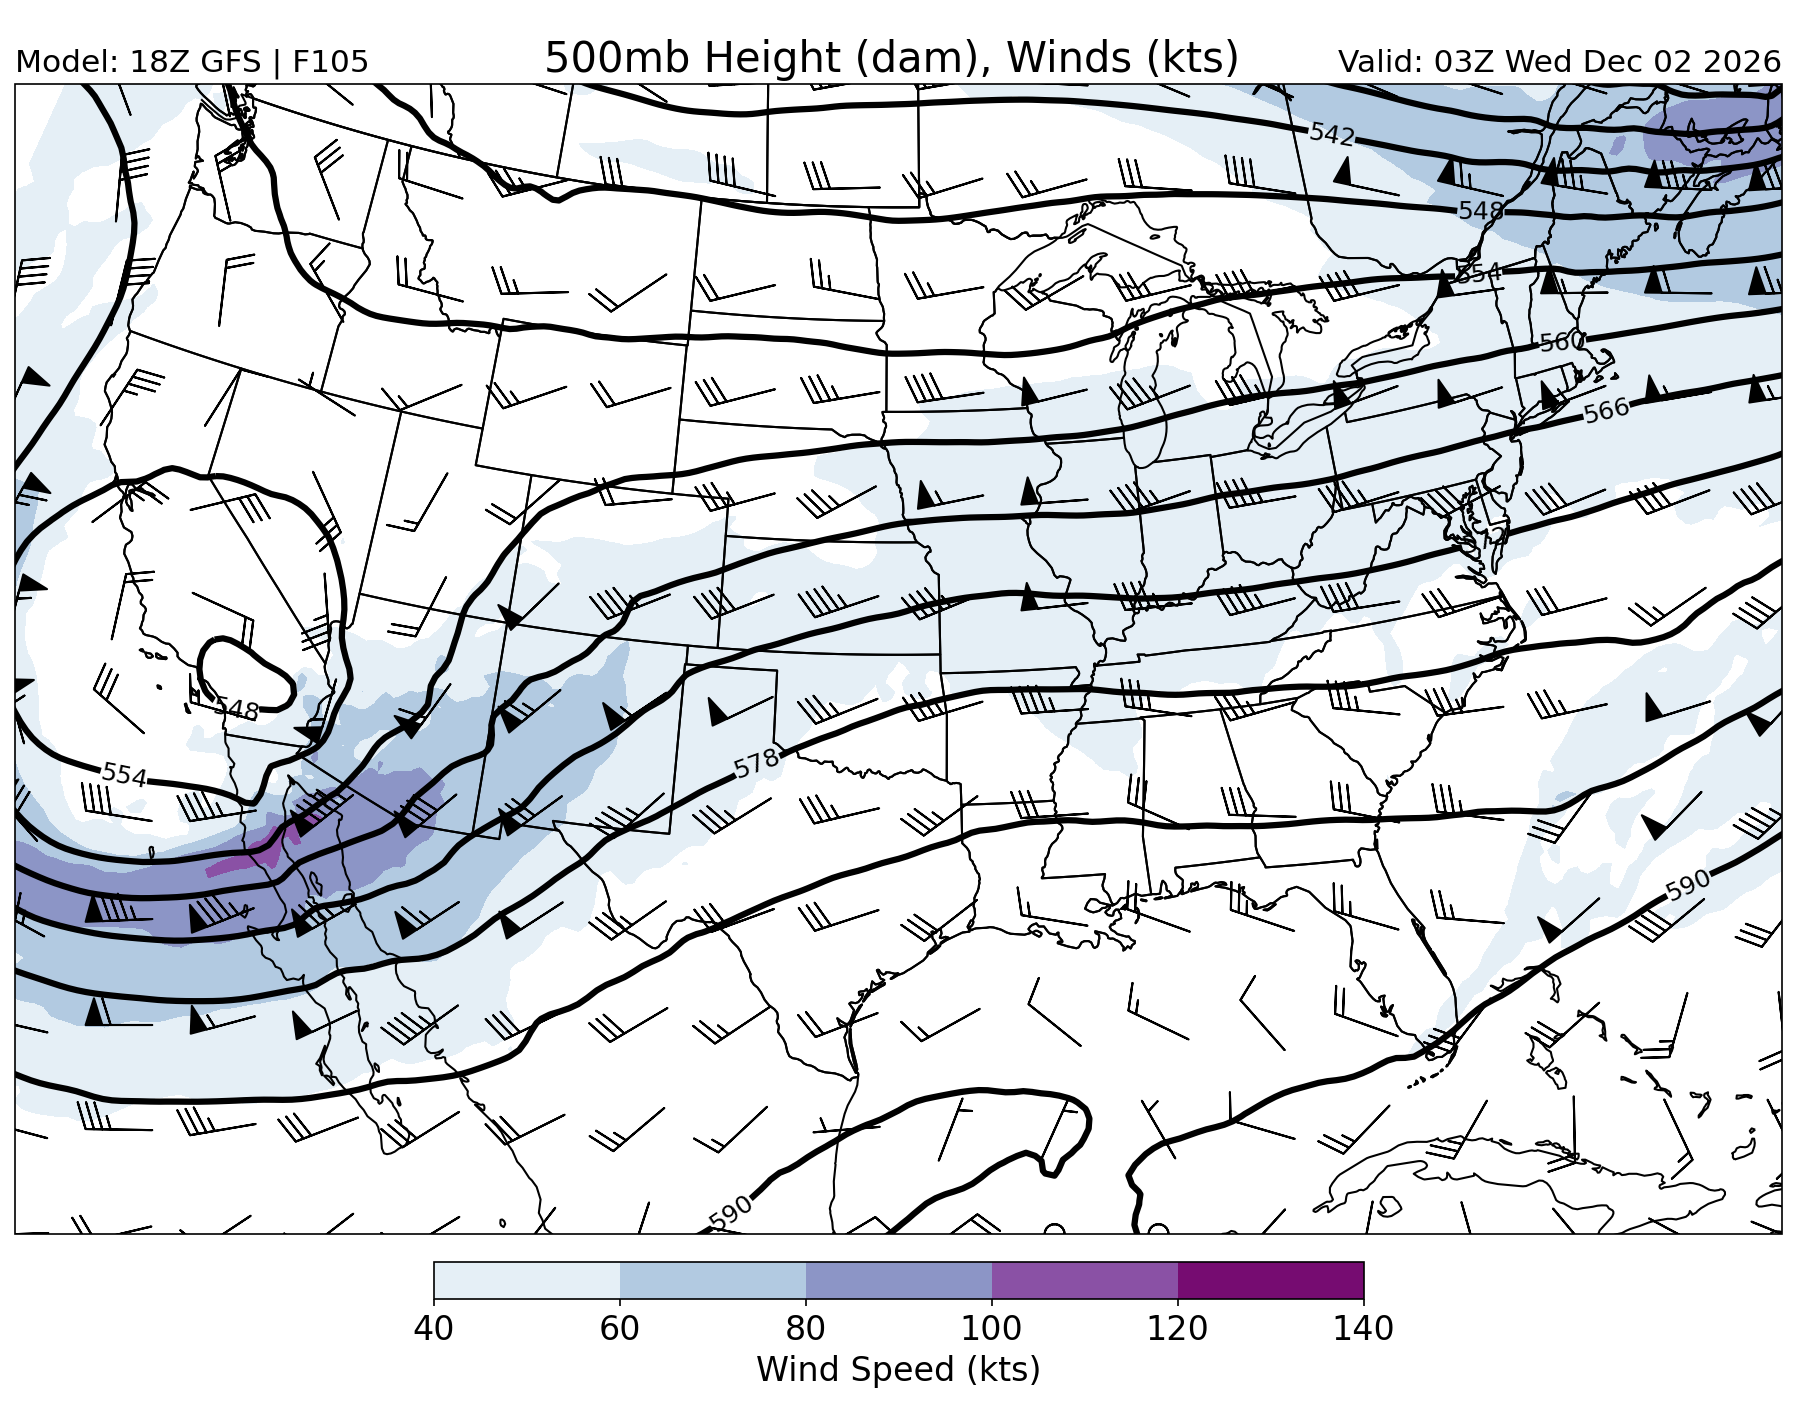 Model: 18Z GFS | F105
500mb Height (dam), Winds (kts)
Valid: 03Z Wed Dec 02 2026
542
548
554
560
566
548
554
578
590
590
40 60 80 100 120 140
Wind Speed (kts)